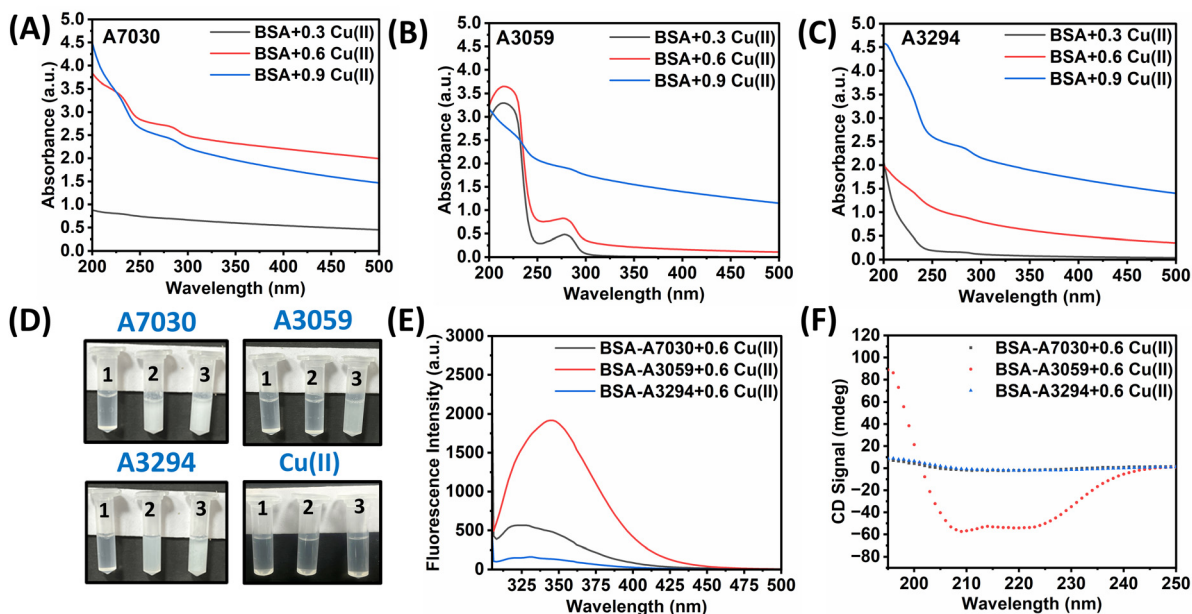 (A)
A7030
BSA+0.3 Cu(II)
BSA+0.6 Cu(II)
BSA+0.9 Cu(II)
Absorbance (a.u.)
5.0
4.5
4.0
3.5
3.0
2.5
2.0
1.5
1.0
0.5
0.0
200 250 300 350 400 450 500
Wavelength (nm)
(B)
A3059
BSA+0.3 Cu(II)
BSA+0.6 Cu(II)
BSA+0.9 Cu(II)
Absorbance (a.u.)
5.0
4.5
4.0
3.5
3.0
2.5
2.0
1.5
1.0
0.5
0.0
200 250 300 350 400 450 500
Wavelength (nm)
(C)
A3294
BSA+0.3 Cu(II)
BSA+0.6 Cu(II)
BSA+0.9 Cu(II)
Absorbance (a.u.)
5.0
4.5
4.0
3.5
3.0
2.5
2.0
1.5
1.0
0.5
0.0
200 250 300 350 400 450 500
Wavelength (nm)
(D)
A7030
1 2 3
A3059
1 2 3
A3294
1 2 3
Cu(II)
1 2 3
(E)
BSA-A7030+0.6 Cu(II)
BSA-A3059+0.6 Cu(II)
BSA-A3294+0.6 Cu(II)
Fluorescence Intensity (a.u.)
3000
2500
2000
1500
1000
500
0
325 350 375 400 425 450 475 500
Wavelength (nm)
(F)
BSA-A7030+0.6 Cu(II)
BSA-A3059+0.6 Cu(II)
BSA-A3294+0.6 Cu(II)
CD Signal (mdeg)
120
100
80
60
40
20
0
−20
−40
−60
−80
200 210 220 230 240 250
Wavelength (nm)